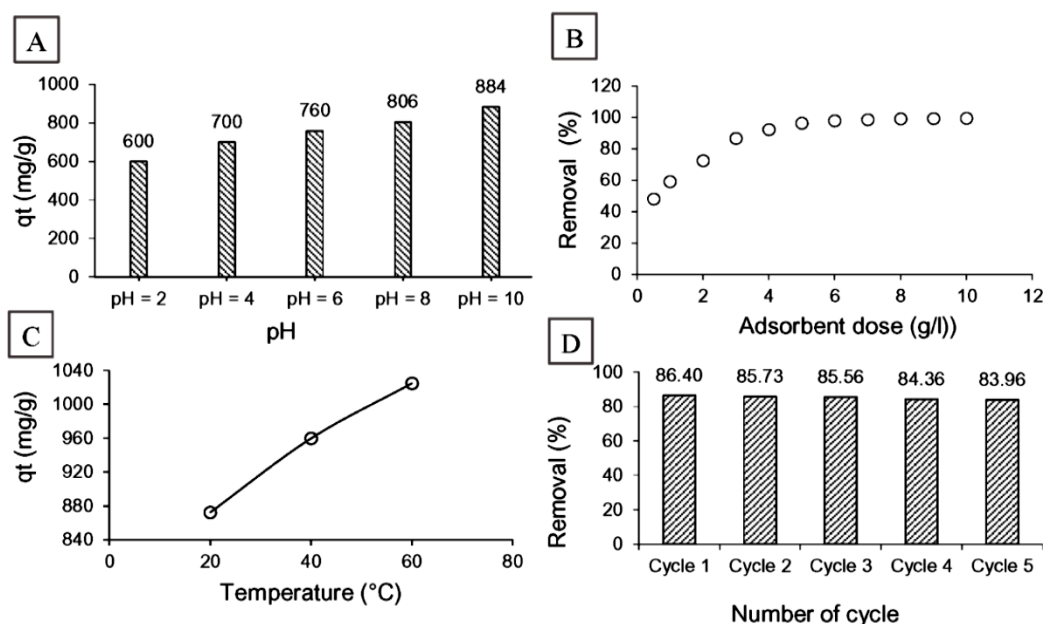 A
qt (mg/g)
1000
800
600
400
200
0
600
700
760
806
884
pH = 2
pH = 4
pH = 6
pH = 8
pH = 10
pH
B
Removal (%)
120
100
80
60
40
20
0
0
2
4
6
8
10
12
Adsorbent dose (g/l))
C
qt (mg/g)
1040
1000
960
920
880
840
0
20
40
60
80
Temperature (°C)
D
Removal (%)
100
80
60
40
20
0
86.40
85.73
85.56
84.36
83.96
Cycle 1
Cycle 2
Cycle 3
Cycle 4
Cycle 5
Number of cycle